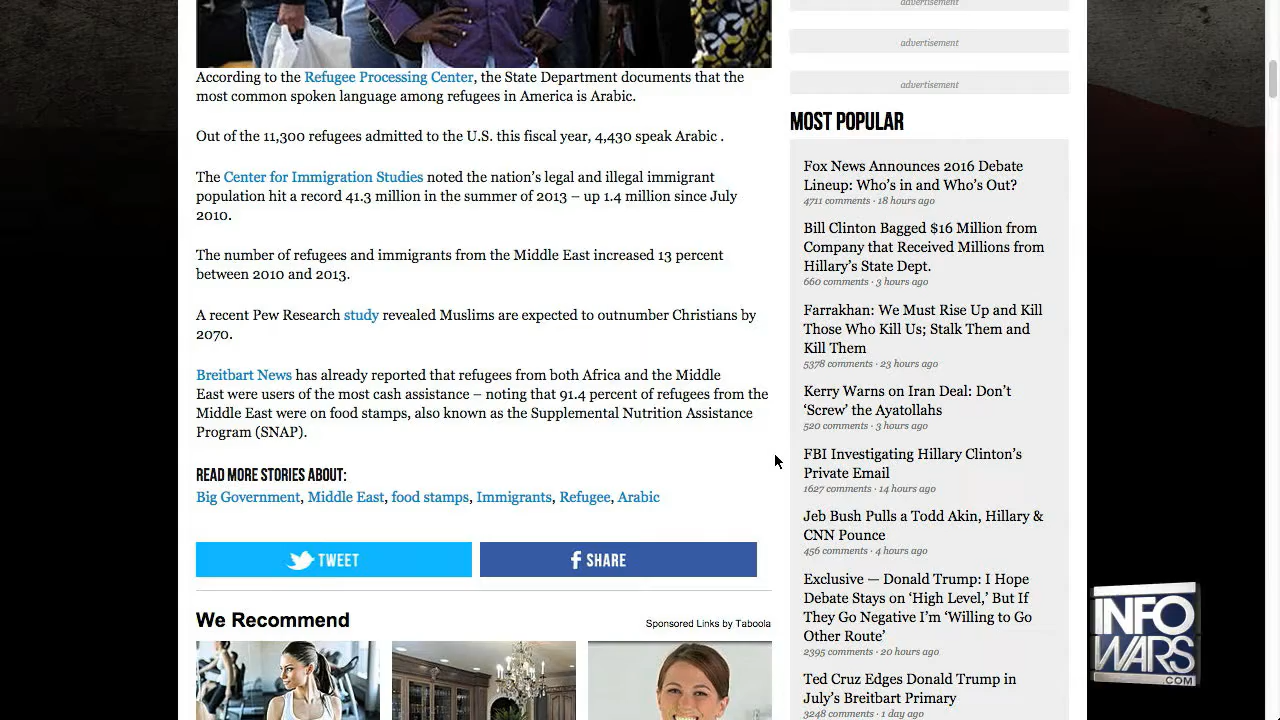 According to the Refugee Processing Center, the State Department documents that the
most common spoken language among refugees in America is Arabic.
Out of the 11,300 refugees admitted to the U.S. this fiscal year, 4,430 speak Arabic .
The Center for Immigration Studies noted the nation’s legal and illegal immigrant
population hit a record 41.3 million in the summer of 2013 – up 1.4 million since July
2010.
The number of refugees and immigrants from the Middle East increased 13 percent
between 2010 and 2013.
A recent Pew Research study revealed Muslims are expected to outnumber Christians by
2070.
Breitbart News has already reported that refugees from both Africa and the Middle
East were users of the most cash assistance – noting that 91.4 percent of refugees from the
Middle East were on food stamps, also known as the Supplemental Nutrition Assistance
Program (SNAP).
READ MORE STORIES ABOUT:
Big Government, Middle East, food stamps, Immigrants, Refugee, Arabic
TWEET
SHARE
We Recommend
Sponsored Links by Taboola
advertisement
advertisement
advertisement
MOST POPULAR
Fox News Announces 2016 Debate
Lineup: Who’s in and Who’s Out?
4711 comments · 18 hours ago
Bill Clinton Bagged $16 Million from
Company that Received Millions from
Hillary’s State Dept.
660 comments · 3 hours ago
Farrakhan: We Must Rise Up and Kill
Those Who Kill Us; Stalk Them and
Kill Them
5378 comments · 23 hours ago
Kerry Warns on Iran Deal: Don’t
‘Screw’ the Ayatollahs
520 comments · 3 hours ago
FBI Investigating Hillary Clinton’s
Private Email
1627 comments · 14 hours ago
Jeb Bush Pulls a Todd Akin, Hillary &
CNN Pounce
456 comments · 4 hours ago
Exclusive — Donald Trump: I Hope
Debate Stays on ‘High Level,’ But If
They Go Negative I’m ‘Willing to Go
Other Route’
2395 comments · 20 hours ago
Ted Cruz Edges Donald Trump in
July’s Breitbart Primary
3248 comments · 1 day ago
INFO
WARS
.COM